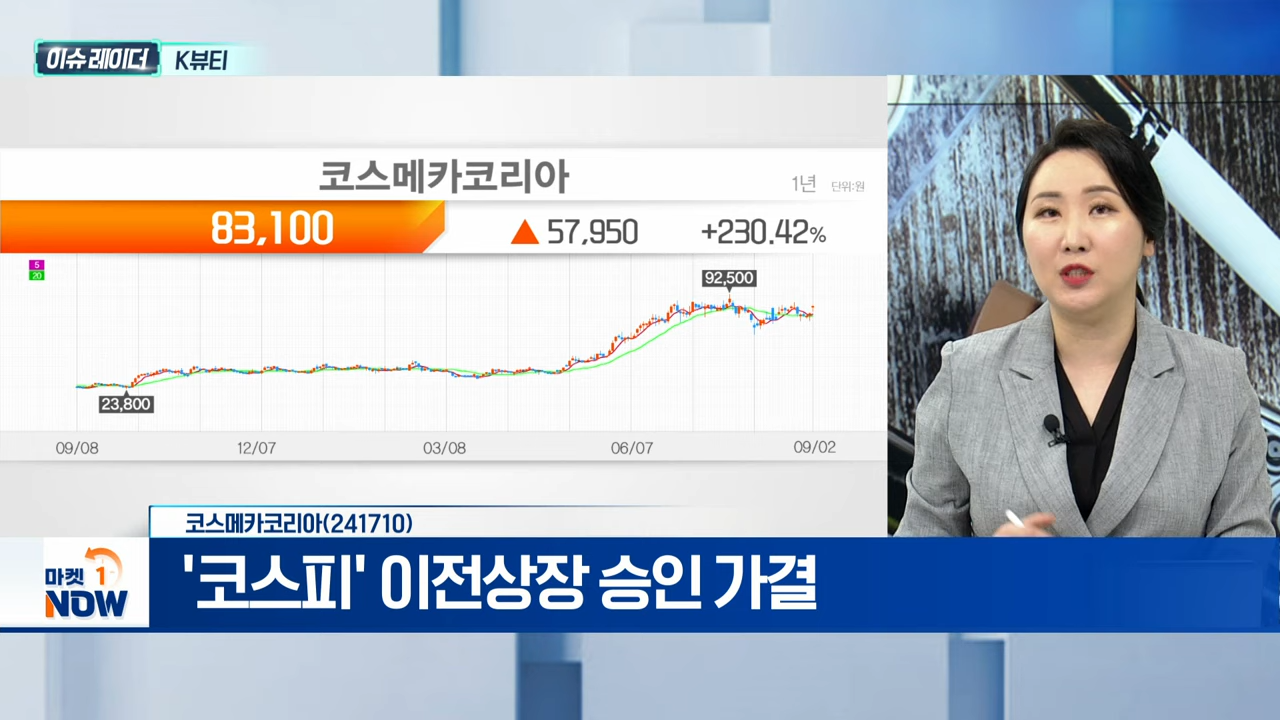 이슈 레이더 K뷰티
코스메카코리아 1년 단위:원
83,100 ▲ 57,950 +230.42%
5
20
92,500
23,800
09/08 12/07 03/08 06/07 09/02
코스메카코리아(241710)
마켓 1
NOW
'코스피' 이전상장 승인 가결